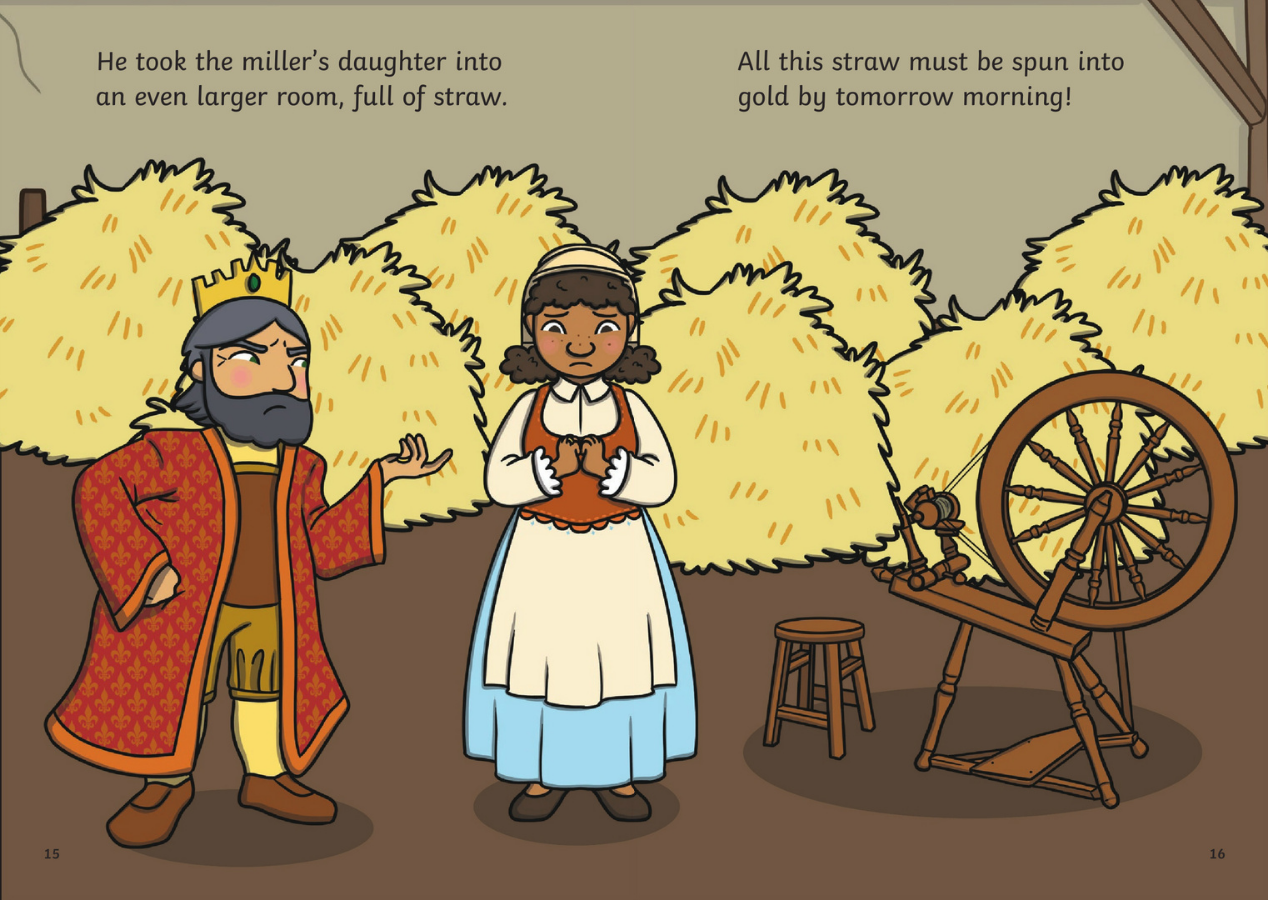 He took the miller’s daughter into
an even larger room, full of straw.
All this straw must be spun into
gold by tomorrow morning!
15
16